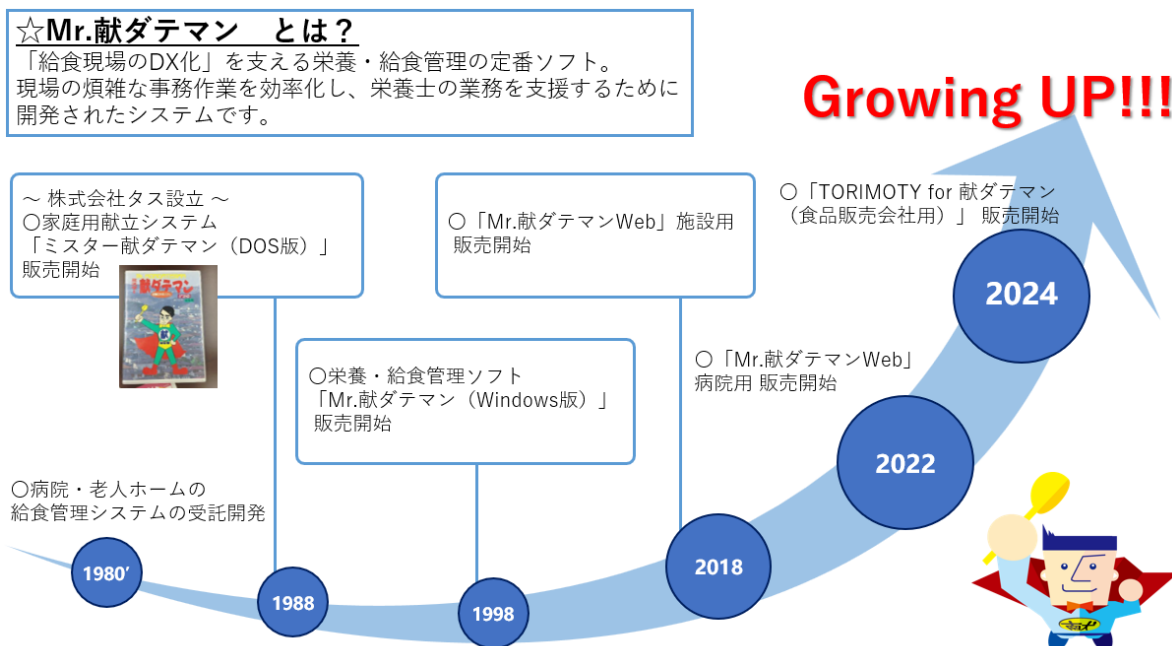 ☆Mr.献ダテマン とは？
「給食現場のDX化」を支える栄養・給食管理の定番ソフト。
現場の煩雑な事務作業を効率化し、栄養士の業務を支援するために
開発されたシステムです。
Growing UP!!!
～ 株式会社タス設立 ～
〇家庭用献立システム
「ミスター献ダテマン（DOS版）」
販売開始
献ダテマン
〇「Mr.献ダテマンWeb」施設用
販売開始
〇「TORIMOTY for 献ダテマン
（食品販売会社用）」 販売開始
〇栄養・給食管理ソフト
「Mr.献ダテマン（Windows版）」
販売開始
〇「Mr.献ダテマンWeb」
病院用 販売開始
〇病院・老人ホームの
給食管理システムの受託開発
1980’
1988
1998
2018
2022
2024